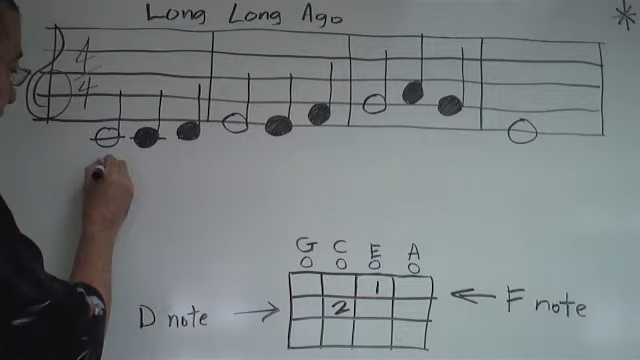 Long Long Ago *
4
4
G C E A
O O O O
1
D note → 2 ← F note